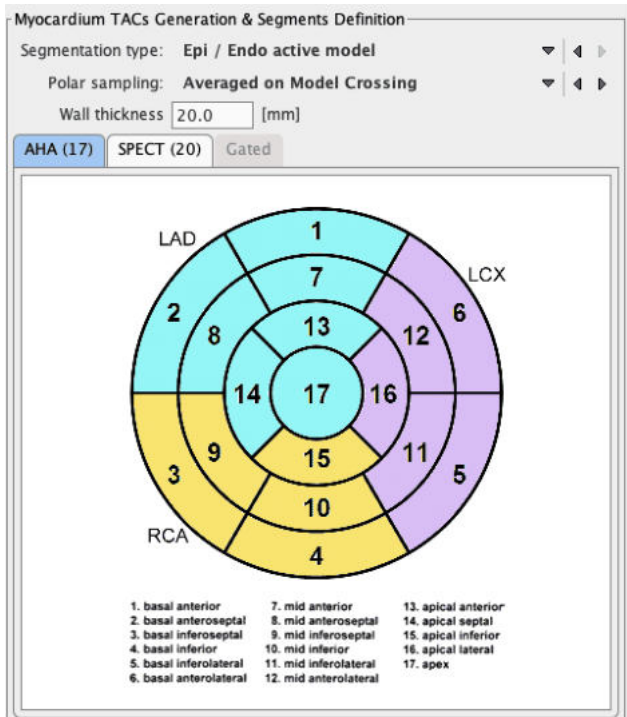 Myocardium TACs Generation & Segments Definition
Segmentation type: Epi / Endo active model
Polar sampling: Averaged on Model Crossing
Wall thickness 20.0 [mm]
AHA (17) SPECT (20) Gated
1
LAD
LCX
7
2
6
13
8
12
14
17
16
15
9
11
3
5
10
RCA
4
1. basal anterior 7. mid anterior 13. apical anterior
2. basal anteroseptal 8. mid anteroseptal 14. apical septal
3. basal inferoseptal 9. mid inferoseptal 15. apical inferior
4. basal inferior 10. mid inferior 16. apical lateral
5. basal inferolateral 11. mid inferolateral 17. apex
6. basal anterolateral 12. mid anterolateral